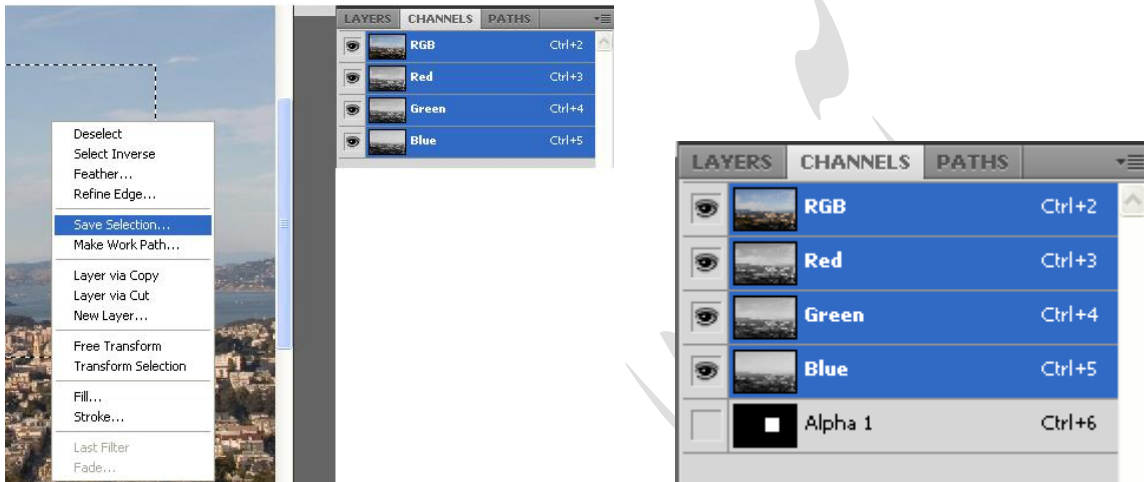 Deselect
Select Inverse
Feather...
Refine Edge...
Save Selection...
Make Work Path...
Layer via Copy
Layer via Cut
New Layer...
Free Transform
Transform Selection
Fill...
Stroke...
Last Filter
Fade...
LAYERS CHANNELS PATHS
RGB Ctrl+2
Red Ctrl+3
Green Ctrl+4
Blue Ctrl+5
LAYERS CHANNELS PATHS
RGB Ctrl+2
Red Ctrl+3
Green Ctrl+4
Blue Ctrl+5
Alpha 1 Ctrl+6